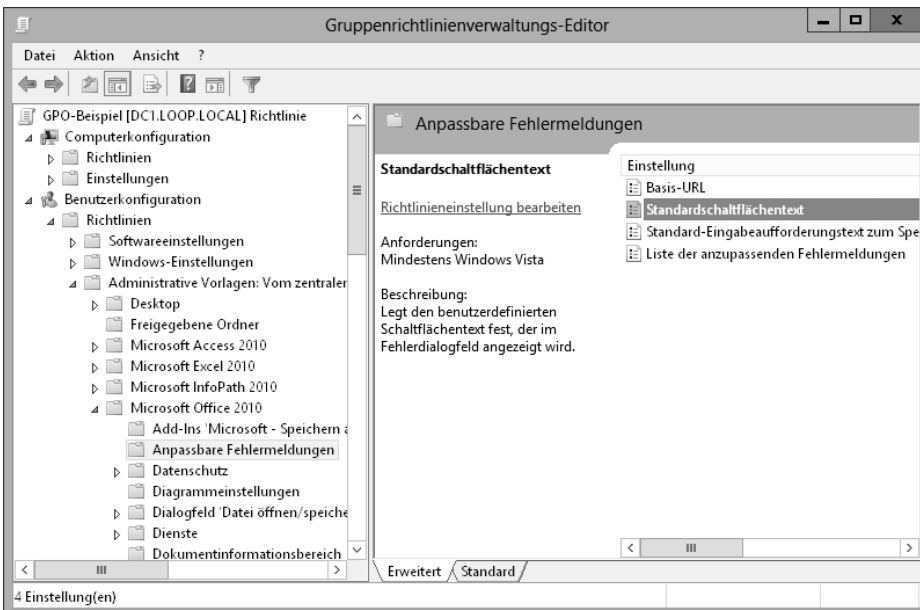 Gruppenrichtlinienverwaltungs-Editor
Datei Aktion Ansicht ?
GPO-Beispiel [DC1.LOOP.LOCAL] Richtlinie
Computerkonfiguration
Richtlinien
Einstellungen
Benutzerkonfiguration
Richtlinien
Softwareeinstellungen
Windows-Einstellungen
Administrative Vorlagen: Vom zentraler
Desktop
Freigegebene Ordner
Microsoft Access 2010
Microsoft Excel 2010
Microsoft InfoPath 2010
Microsoft Office 2010
Add-Ins 'Microsoft - Speichern a
Anpassbare Fehlermeldungen
Datenschutz
Diagrammeinstellungen
Dialogfeld 'Datei öffnen/speiche
Dienste
Dokumentinformationsbereich
Anpassbare Fehlermeldungen
Standardschaltflächentext
Richtlinieneinstellung bearbeiten
Anforderungen:
Mindestens Windows Vista
Beschreibung:
Legt den benutzerdefinierten
Schaltflächentext fest, der im
Fehlerdialogfeld angezeigt wird.
Einstellung
Basis-URL
Standardschaltflächentext
Standard-Eingabeaufforderungstext zum Spe
Liste der anzupassenden Fehlermeldungen
Erweitert Standard
4 Einstellung(en)